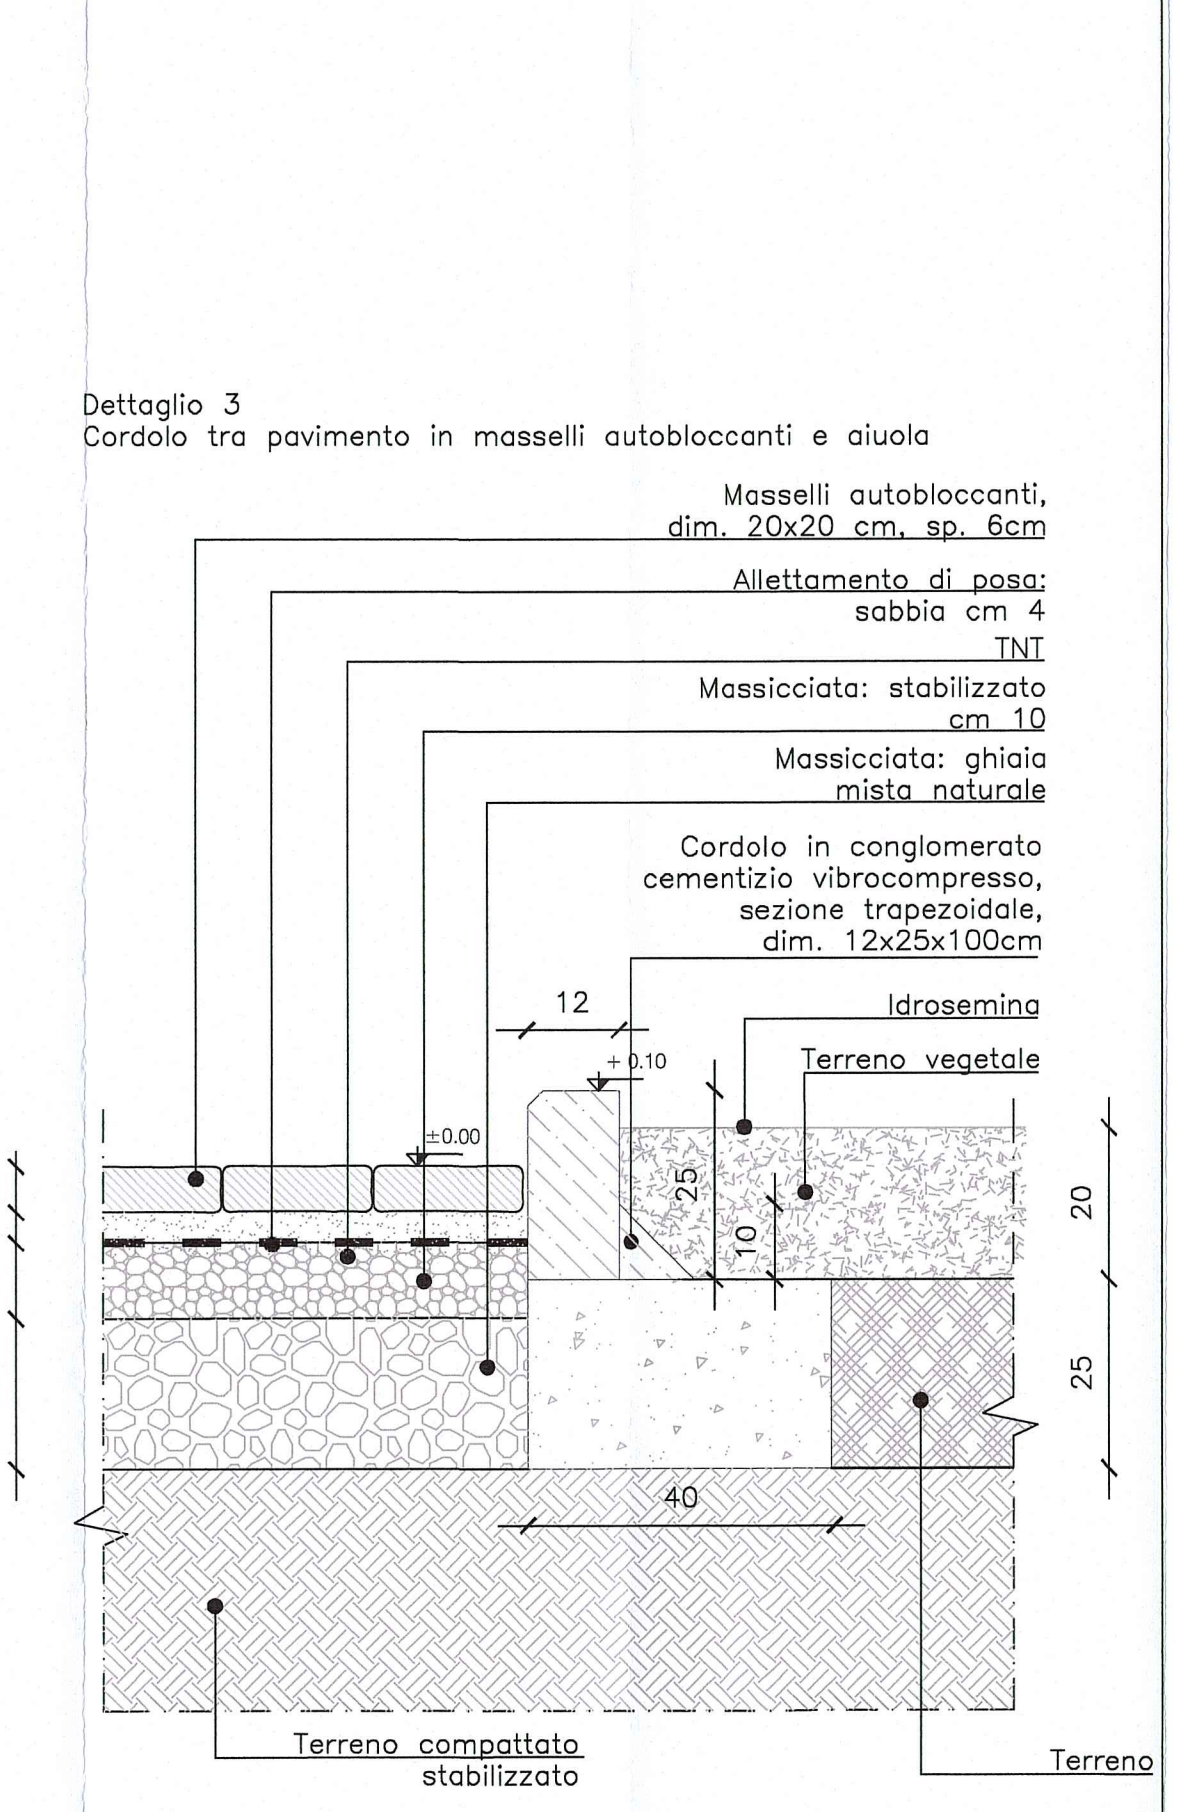 Dettaglio 3
Cordolo tra pavimento in masselli autobloccanti e aiuola
Masselli autobloccanti,
dim. 20x20 cm, sp. 6cm
Allettamento di posa:
sabbia cm 4
TNT
Massicciata: stabilizzato
cm 10
Massicciata: ghiaia
mista naturale
Cordolo in conglomerato
cementizio vibrocompresso,
sezione trapezoidale,
dim. 12x25x100cm
Idrosemina
Terreno vegetale
12
+ 0.10
±0.00
25
10
20
25
40
Terreno compattato
stabilizzato
Terreno